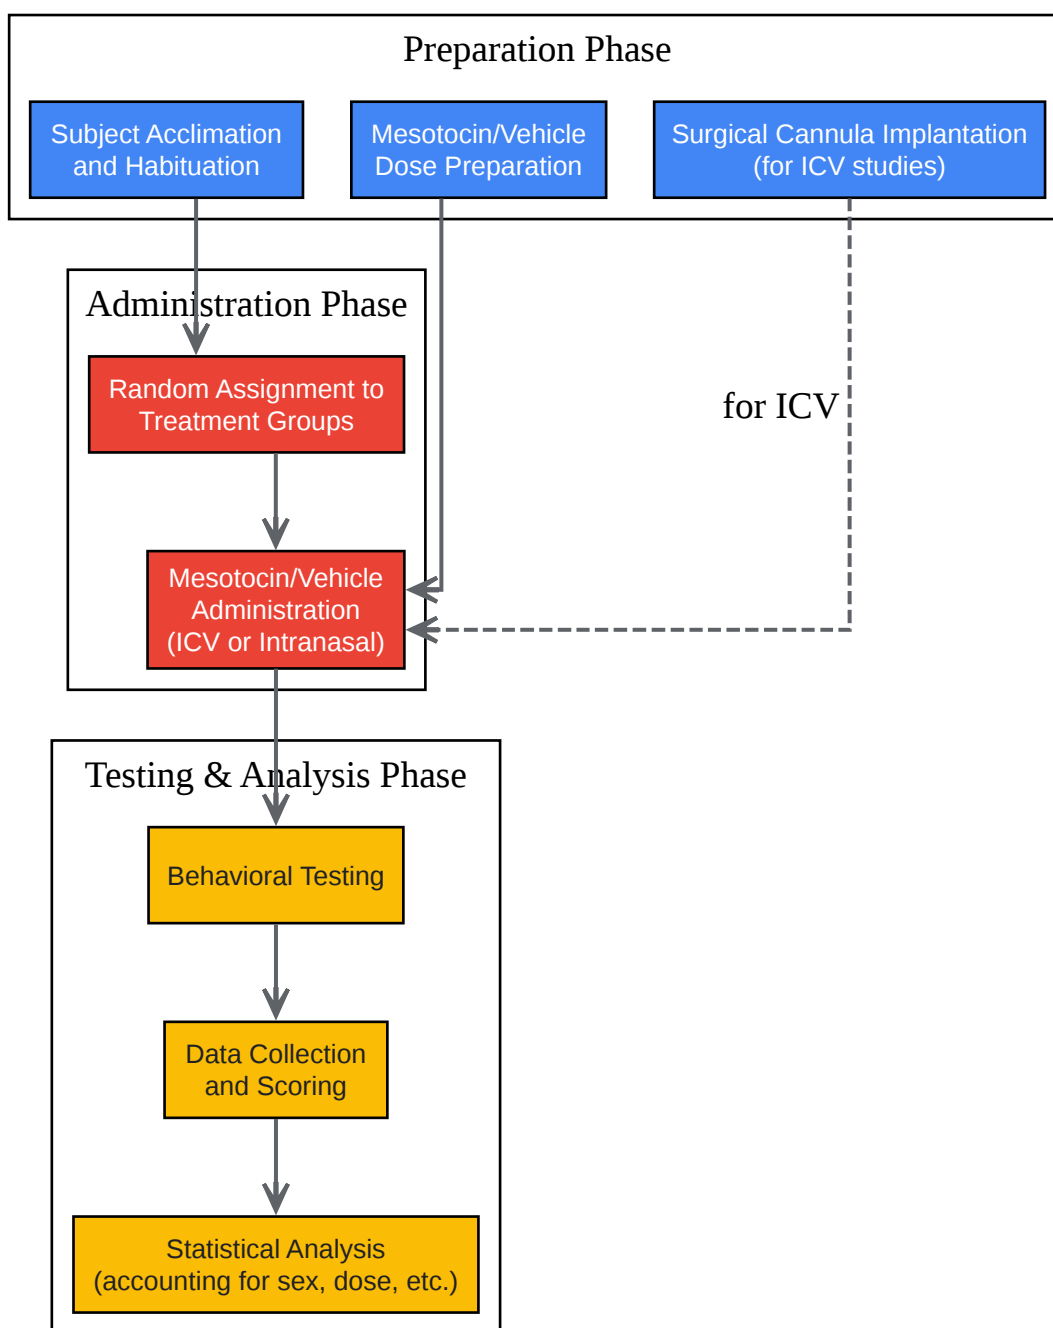 Preparation Phase
Subject Acclimation
and Habituation
Mesotocin/Vehicle
Dose Preparation
Surgical Cannula Implantation
(for ICV studies)
Administration Phase
Random Assignment to
Treatment Groups
for ICV
Mesotocin/Vehicle
Administration
(ICV or Intranasal)
Testing & Analysis Phase
Behavioral Testing
Data Collection
and Scoring
Statistical Analysis
(accounting for sex, dose, etc.)